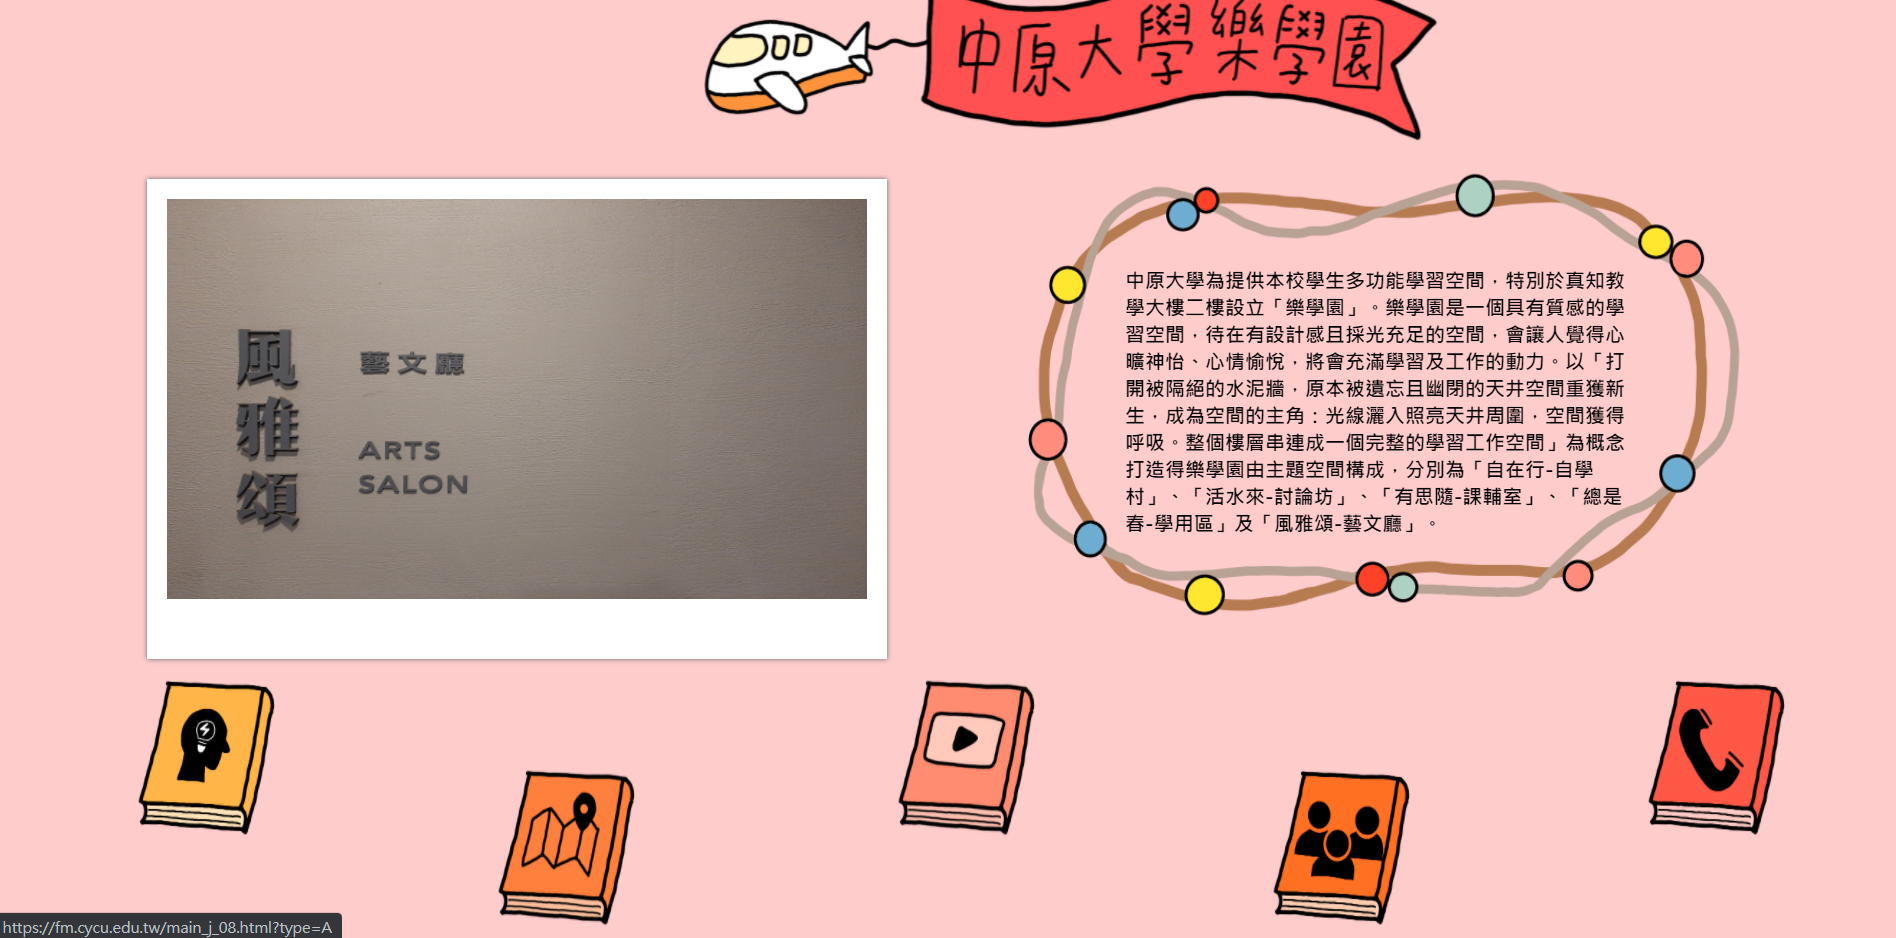 中原大學樂學園
風雅頌
藝文廳
ARTS
SALON
中原大學為提供本校學生多功能學習空間，特別於真知教
學大樓二樓設立「樂學園」。樂學園是一個具有質感的學
習空間，待在有設計感且採光充足的空間，會讓人覺得心
曠神怡、心情愉悅，將會充滿學習及工作的動力。以「打
開被隔絕的水泥牆，原本被遺忘且幽閉的天井空間重獲新
生，成為空間的主角：光線灑入照亮天井周圍，空間獲得
呼吸。整個樓層串連成一個完整的學習工作空間」為概念
打造得樂學園由主題空間構成，分別為「自在行-自學
村」、「活水來-討論坊」、「有思隨-課輔室」、「總是
春-學用區」及「風雅頌-藝文廳」。
https://fm.cycu.edu.tw/main_j_08.html?type=A